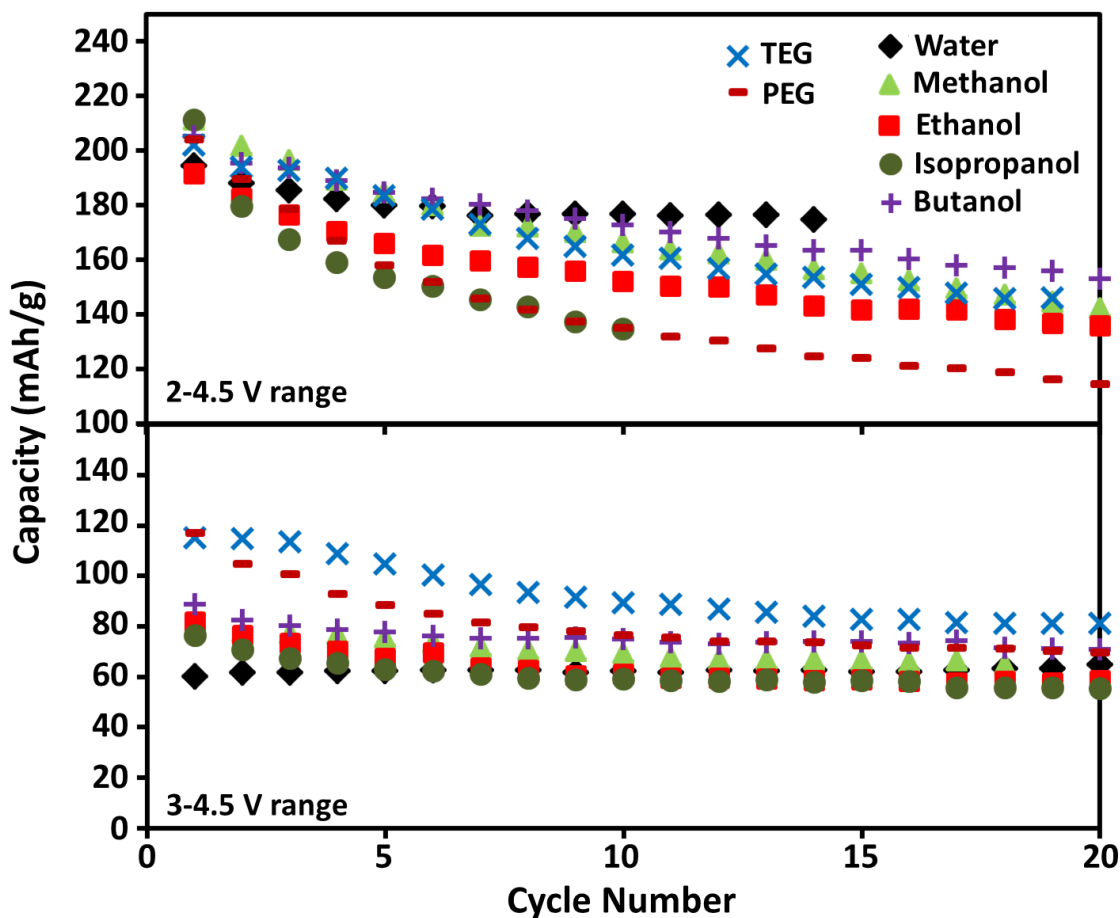 240
220
200
180
160
140
120
100
TEG
PEG
Water
Methanol
Ethanol
Isopropanol
Butanol
2-4.5 V range
Capacity (mAh/g)
140
120
100
80
60
40
20
0
3-4.5 V range
0 5 10 15 20
Cycle Number